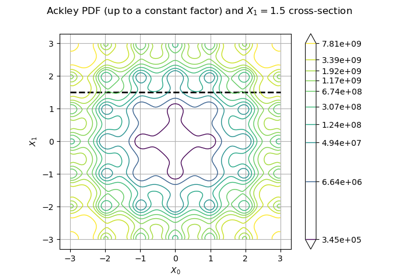 Ackley PDF (up to a constant factor) and X₁ = 1.5 cross-section
3
2
1
0
−1
−2
−3
X₁
−3 −2 −1 0 1 2 3
X₀
7.81e+09
3.39e+09
1.92e+09
1.17e+09
6.74e+08
3.07e+08
1.24e+08
4.94e+07
6.64e+06
3.45e+05